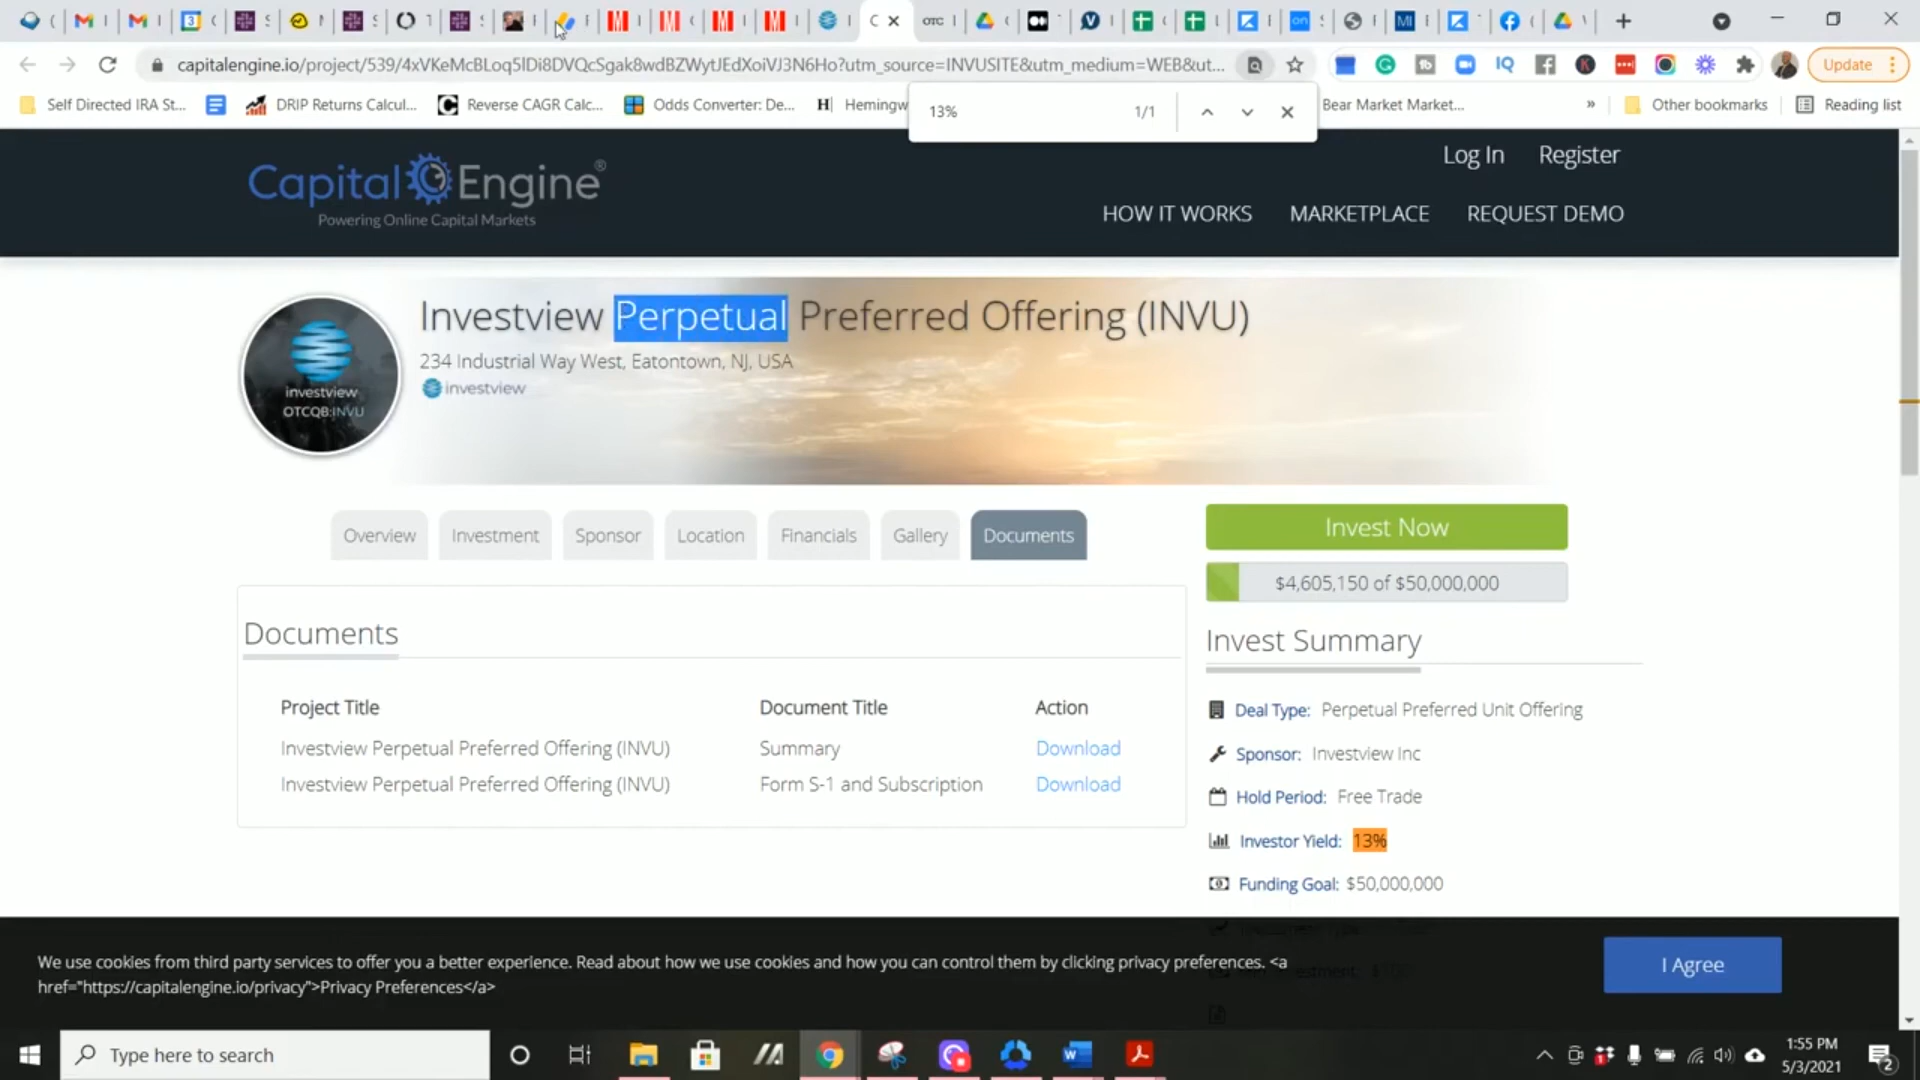 capitalengine.io/project/539/4xVKeMcBLoq5lDi8DVQcSgak8wdBZWytJEdXoiVJ3N6Ho?utm_source=INVUSITE&utm_medium=WEB&ut...
Update
Self Directed IRA St...
DRIP Returns Calcul...
Reverse CAGR Calc...
Odds Converter: De...
Hemingw
13%
1/1
Bear Market Market...
»
Other bookmarks
Reading list
Capital Engine®
Powering Online Capital Markets
Log In Register
HOW IT WORKS MARKETPLACE REQUEST DEMO
Investview Perpetual Preferred Offering (INVU)
234 Industrial Way West, Eatontown, NJ, USA
investview
investview
OTCQB:INVU
Overview Investment Sponsor Location Financials Gallery Documents
Invest Now
$4,605,150 of $50,000,000
Documents
Invest Summary
Project Title Document Title Action
Investview Perpetual Preferred Offering (INVU) Summary Download
Investview Perpetual Preferred Offering (INVU) Form S-1 and Subscription Download
Deal Type: Perpetual Preferred Unit Offering
Sponsor: Investview Inc
Hold Period: Free Trade
Investor Yield: 13%
Funding Goal: $50,000,000
We use cookies from third party services to offer you a better experience. Read about how we use cookies and how you can control them by clicking privacy preferences. <a
href="https://capitalengine.io/privacy">Privacy Preferences</a>
I Agree
Type here to search
1:55 PM
5/3/2021
2